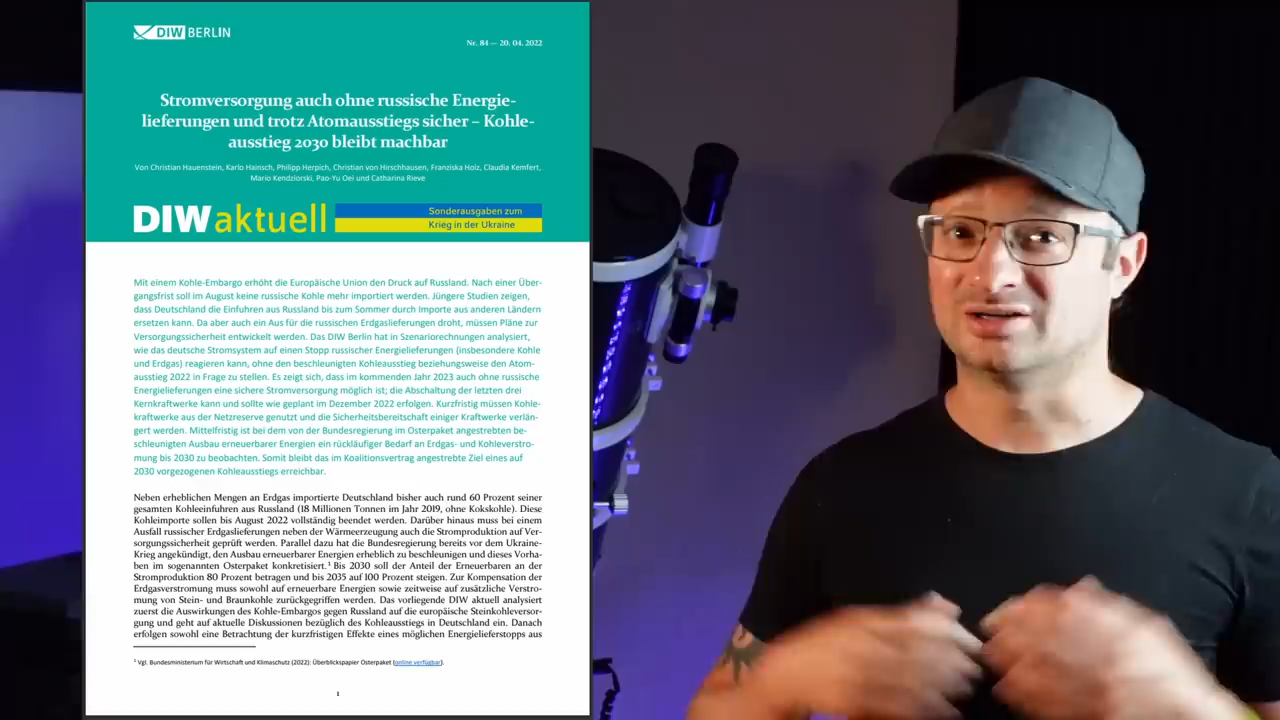 DIW BERLIN
Nr. 84 — 20. 04. 2022
Stromversorgung auch ohne russische Energie-
lieferungen und trotz Atomausstiegs sicher – Kohle-
ausstieg 2030 bleibt machbar
Von Christian Hauenstein, Karlo Hainsch, Philipp Herpich, Christian von Hirschhausen, Franziska Holz, Claudia Kemfert,
Mario Kendziorski, Pao-Yu Oei und Catharina Rieve
DIW aktuell
Sonderausgaben zum
Krieg in der Ukraine
Mit einem Kohle-Embargo erhöht die Europäische Union den Druck auf Russland. Nach einer Über-
gangsfrist soll im August keine russische Kohle mehr importiert werden. Jüngere Studien zeigen,
dass Deutschland die Einfuhren aus Russland bis zum Sommer durch Importe aus anderen Ländern
ersetzen kann. Da aber auch ein Aus für die russischen Erdgaslieferungen droht, müssen Pläne zur
Versorgungssicherheit entwickelt werden. Das DIW Berlin hat in Szenariorechnungen analysiert,
wie das deutsche Stromsystem auf einen Stopp russischer Energielieferungen (insbesondere Kohle
und Erdgas) reagieren kann, ohne den beschleunigten Kohleausstieg beziehungsweise den Atom-
ausstieg 2022 in Frage zu stellen. Es zeigt sich, dass im kommenden Jahr 2023 auch ohne russische
Energielieferungen eine sichere Stromversorgung möglich ist; die Abschaltung der letzten drei
Kernkraftwerke kann und sollte wie geplant im Dezember 2022 erfolgen. Kurzfristig müssen Kohle-
kraftwerke aus der Netzreserve genutzt und die Sicherheitsbereitschaft einiger Kraftwerke verlän-
gert werden. Mittelfristig ist bei dem von der Bundesregierung im Osterpaket angestrebten be-
schleunigten Ausbau erneuerbarer Energien ein rückläufiger Bedarf an Erdgas- und Kohleverstro-
mung bis 2030 zu beobachten. Somit bleibt das im Koalitionsvertrag angestrebte Ziel eines auf
2030 vorgezogenen Kohleausstiegs erreichbar.
Neben erheblichen Mengen an Erdgas importierte Deutschland bisher auch rund 60 Prozent seiner
gesamten Kohleeinfuhren aus Russland (18 Millionen Tonnen im Jahr 2019, ohne Kokskohle). Diese
Kohleimporte sollen bis August 2022 vollständig beendet werden. Darüber hinaus muss bei einem
Ausfall russischer Erdgaslieferungen neben der Wärmeerzeugung auch die Stromproduktion auf Ver-
sorgungssicherheit geprüft werden. Parallel dazu hat die Bundesregierung bereits vor dem Ukraine-
Krieg angekündigt, den Ausbau erneuerbarer Energien erheblich zu beschleunigen und dieses Vorha-
ben im sogenannten Osterpaket konkretisiert.¹ Bis 2030 soll der Anteil der Erneuerbaren an der
Stromproduktion 80 Prozent betragen und bis 2035 auf 100 Prozent steigen. Zur Kompensation der
Erdgasverstromung muss sowohl auf erneuerbare Energien sowie zeitweise auf zusätzliche Verstro-
mung von Stein- und Braunkohle zurückgegriffen werden. Das vorliegende DIW aktuell analysiert
zuerst die Auswirkungen des Kohle-Embargos gegen Russland auf die europäische Steinkohleversor-
gung und geht auf aktuelle Diskussionen bezüglich des Kohleausstiegs in Deutschland ein. Danach
erfolgen sowohl eine Betrachtung der kurzfristigen Effekte eines möglichen Energielieferstopps aus
¹ Vgl. Bundesministerium für Wirtschaft und Klimaschutz (2022): Überblickspapier Osterpaket (online verfügbar).
1